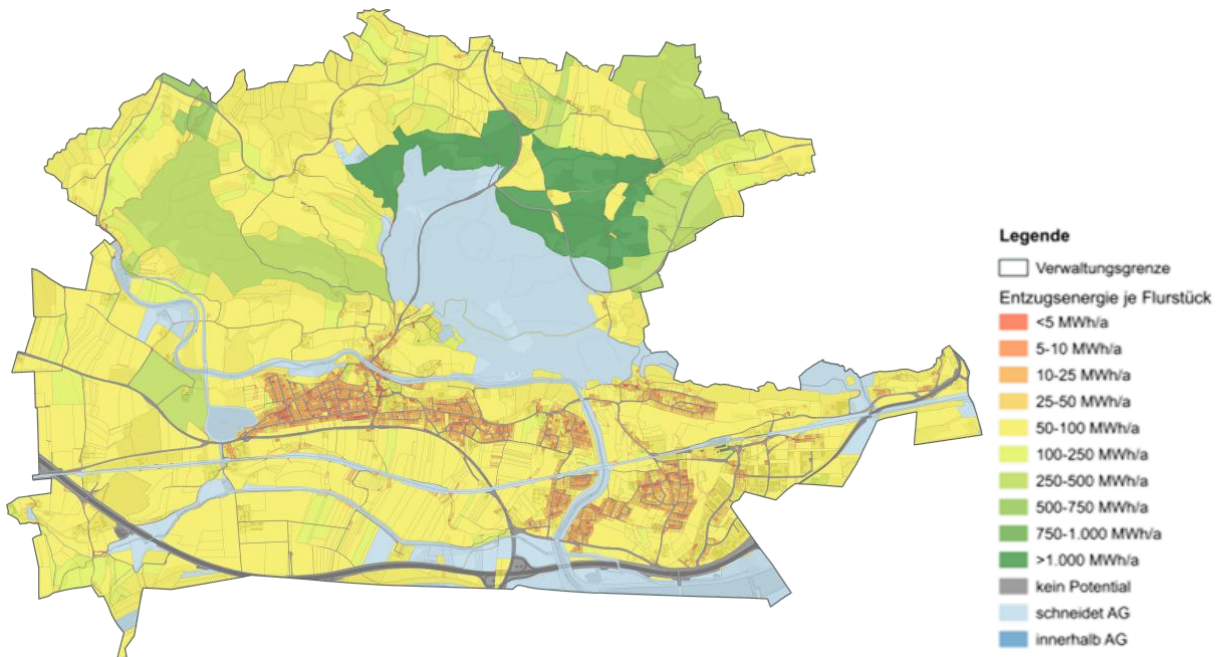 Legende
Verwaltungsgrenze
Entzugsenergie je Flurstück
<5 MWh/a
5-10 MWh/a
10-25 MWh/a
25-50 MWh/a
50-100 MWh/a
100-250 MWh/a
250-500 MWh/a
500-750 MWh/a
750-1.000 MWh/a
>1.000 MWh/a
kein Potential
schneidet AG
innerhalb AG